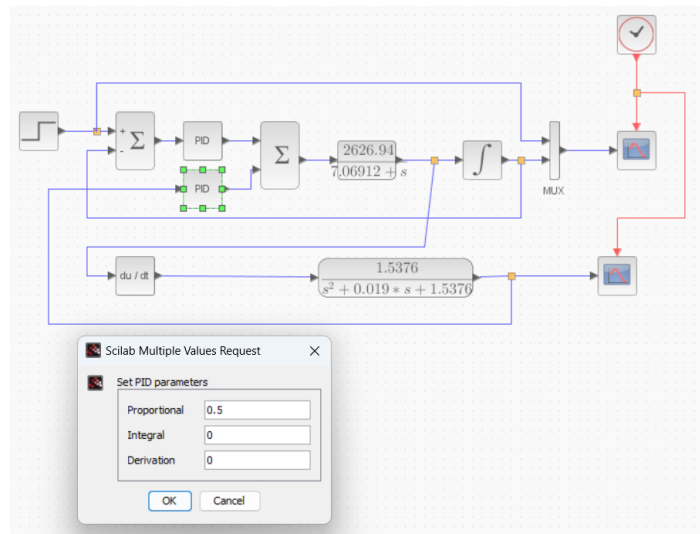 +
-
Σ
PID
Σ
2626.94
7.06912 + s
∫
MUX
PID
du / dt
1.5376
s² + 0.019 * s + 1.5376
Scilab Multiple Values Request
Set PID parameters
Proportional 0.5
Integral 0
Derivation 0
OK Cancel